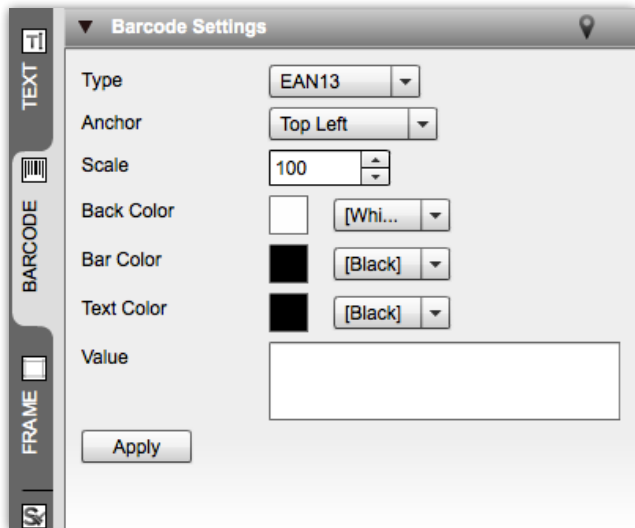 Barcode Settings
TEXT
Type
EAN13
Anchor
Top Left
Scale
100
BARCODE
Back Color
[Whi...
Bar Color
[Black]
Text Color
[Black]
Value
FRAME
Apply